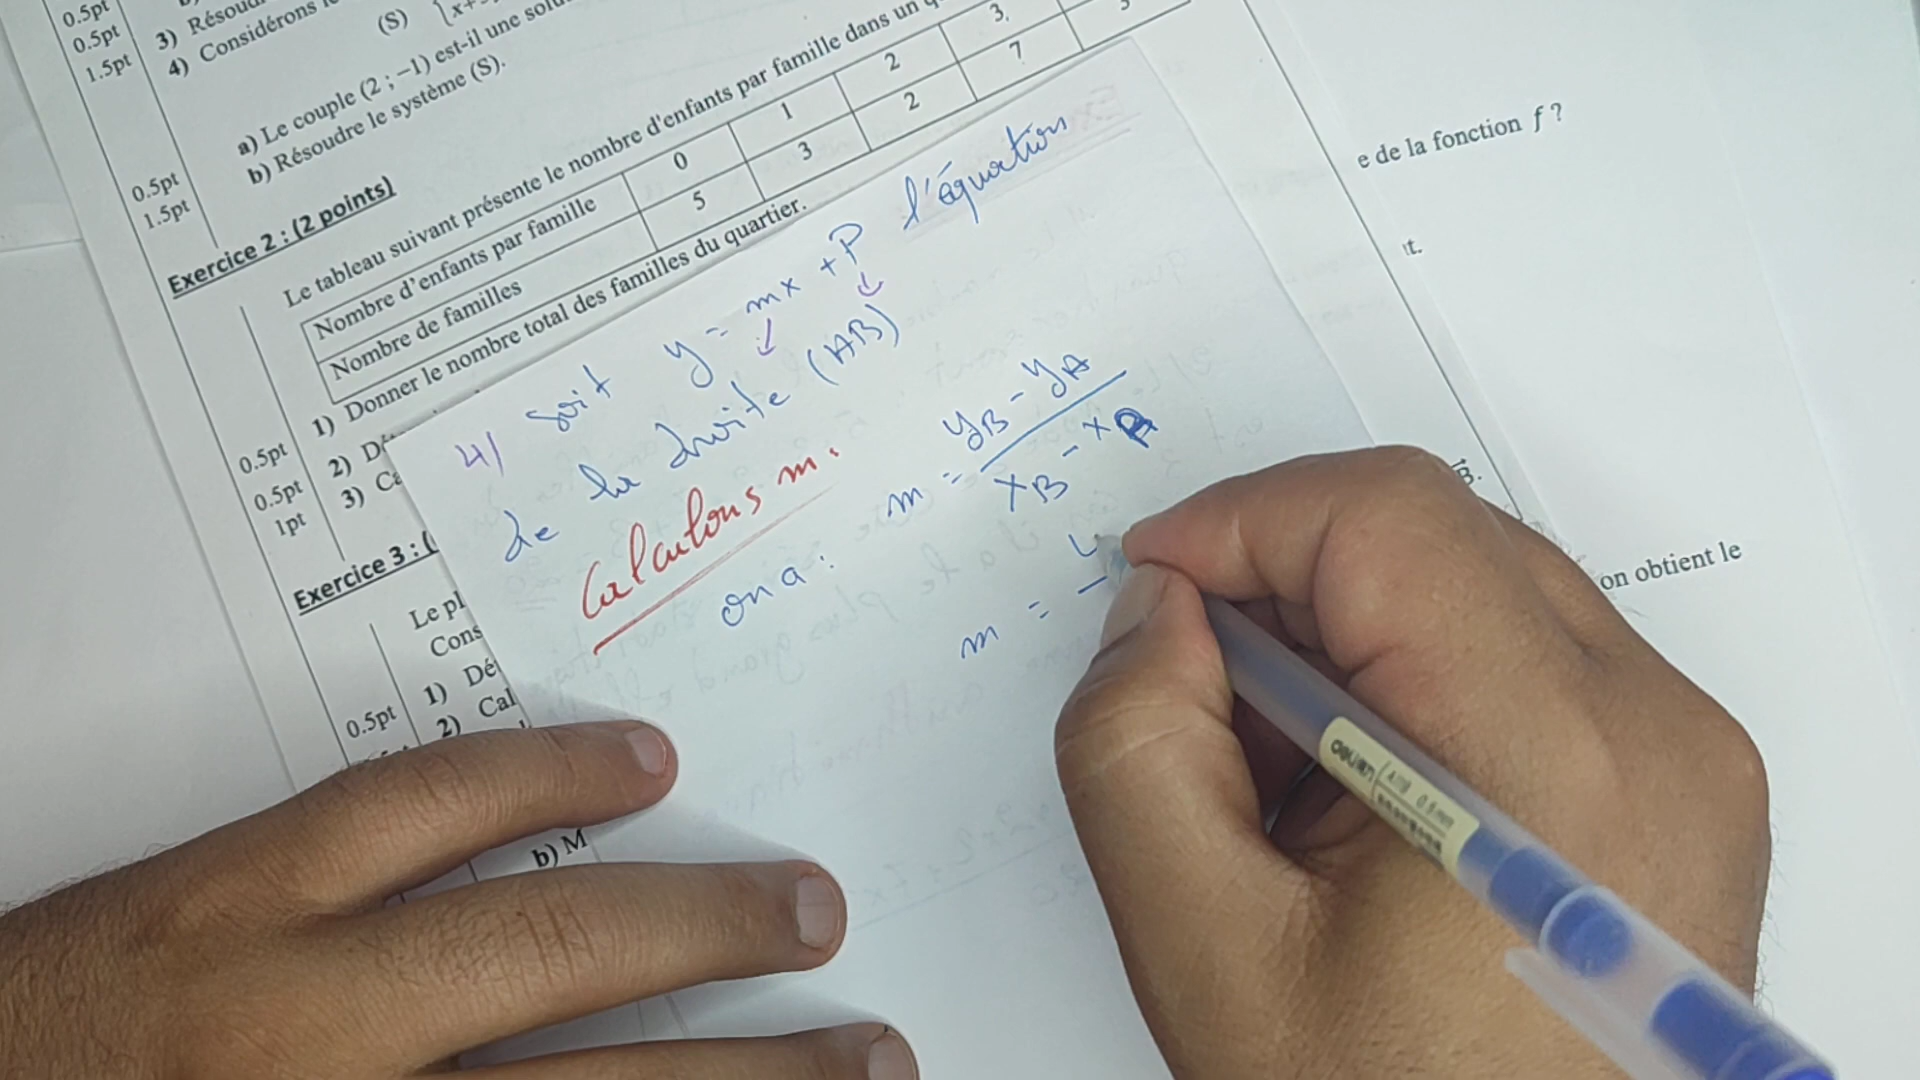 0.5pt
0.5pt
1.5pt
3)
4) Considérons
(S)
a) Le couple (2 ; −1) est-il une
b) Résoudre le système (S).
0.5pt
1.5pt
Exercice 2 : (2 points)
Le tableau suivant présente le nombre d'enfants par famille dans un
Nombre d'enfants par famille 0 1 2 3
Nombre de familles 5 3 2 7
0.5pt 1) Donner le nombre total des familles du quartier.
0.5pt 2)
1pt 3)
Exercice 3 : (
Le pl
Cons
0.5pt 1) Dé
2) Cal
b) M
4) soit y = mx + P l'équation
de la droite (AB)
Calculons m :
on a : m = yB - yA
xB - xA
m = 4
e de la fonction f ?
t.
B.
on obtient le
deli
0.5mm